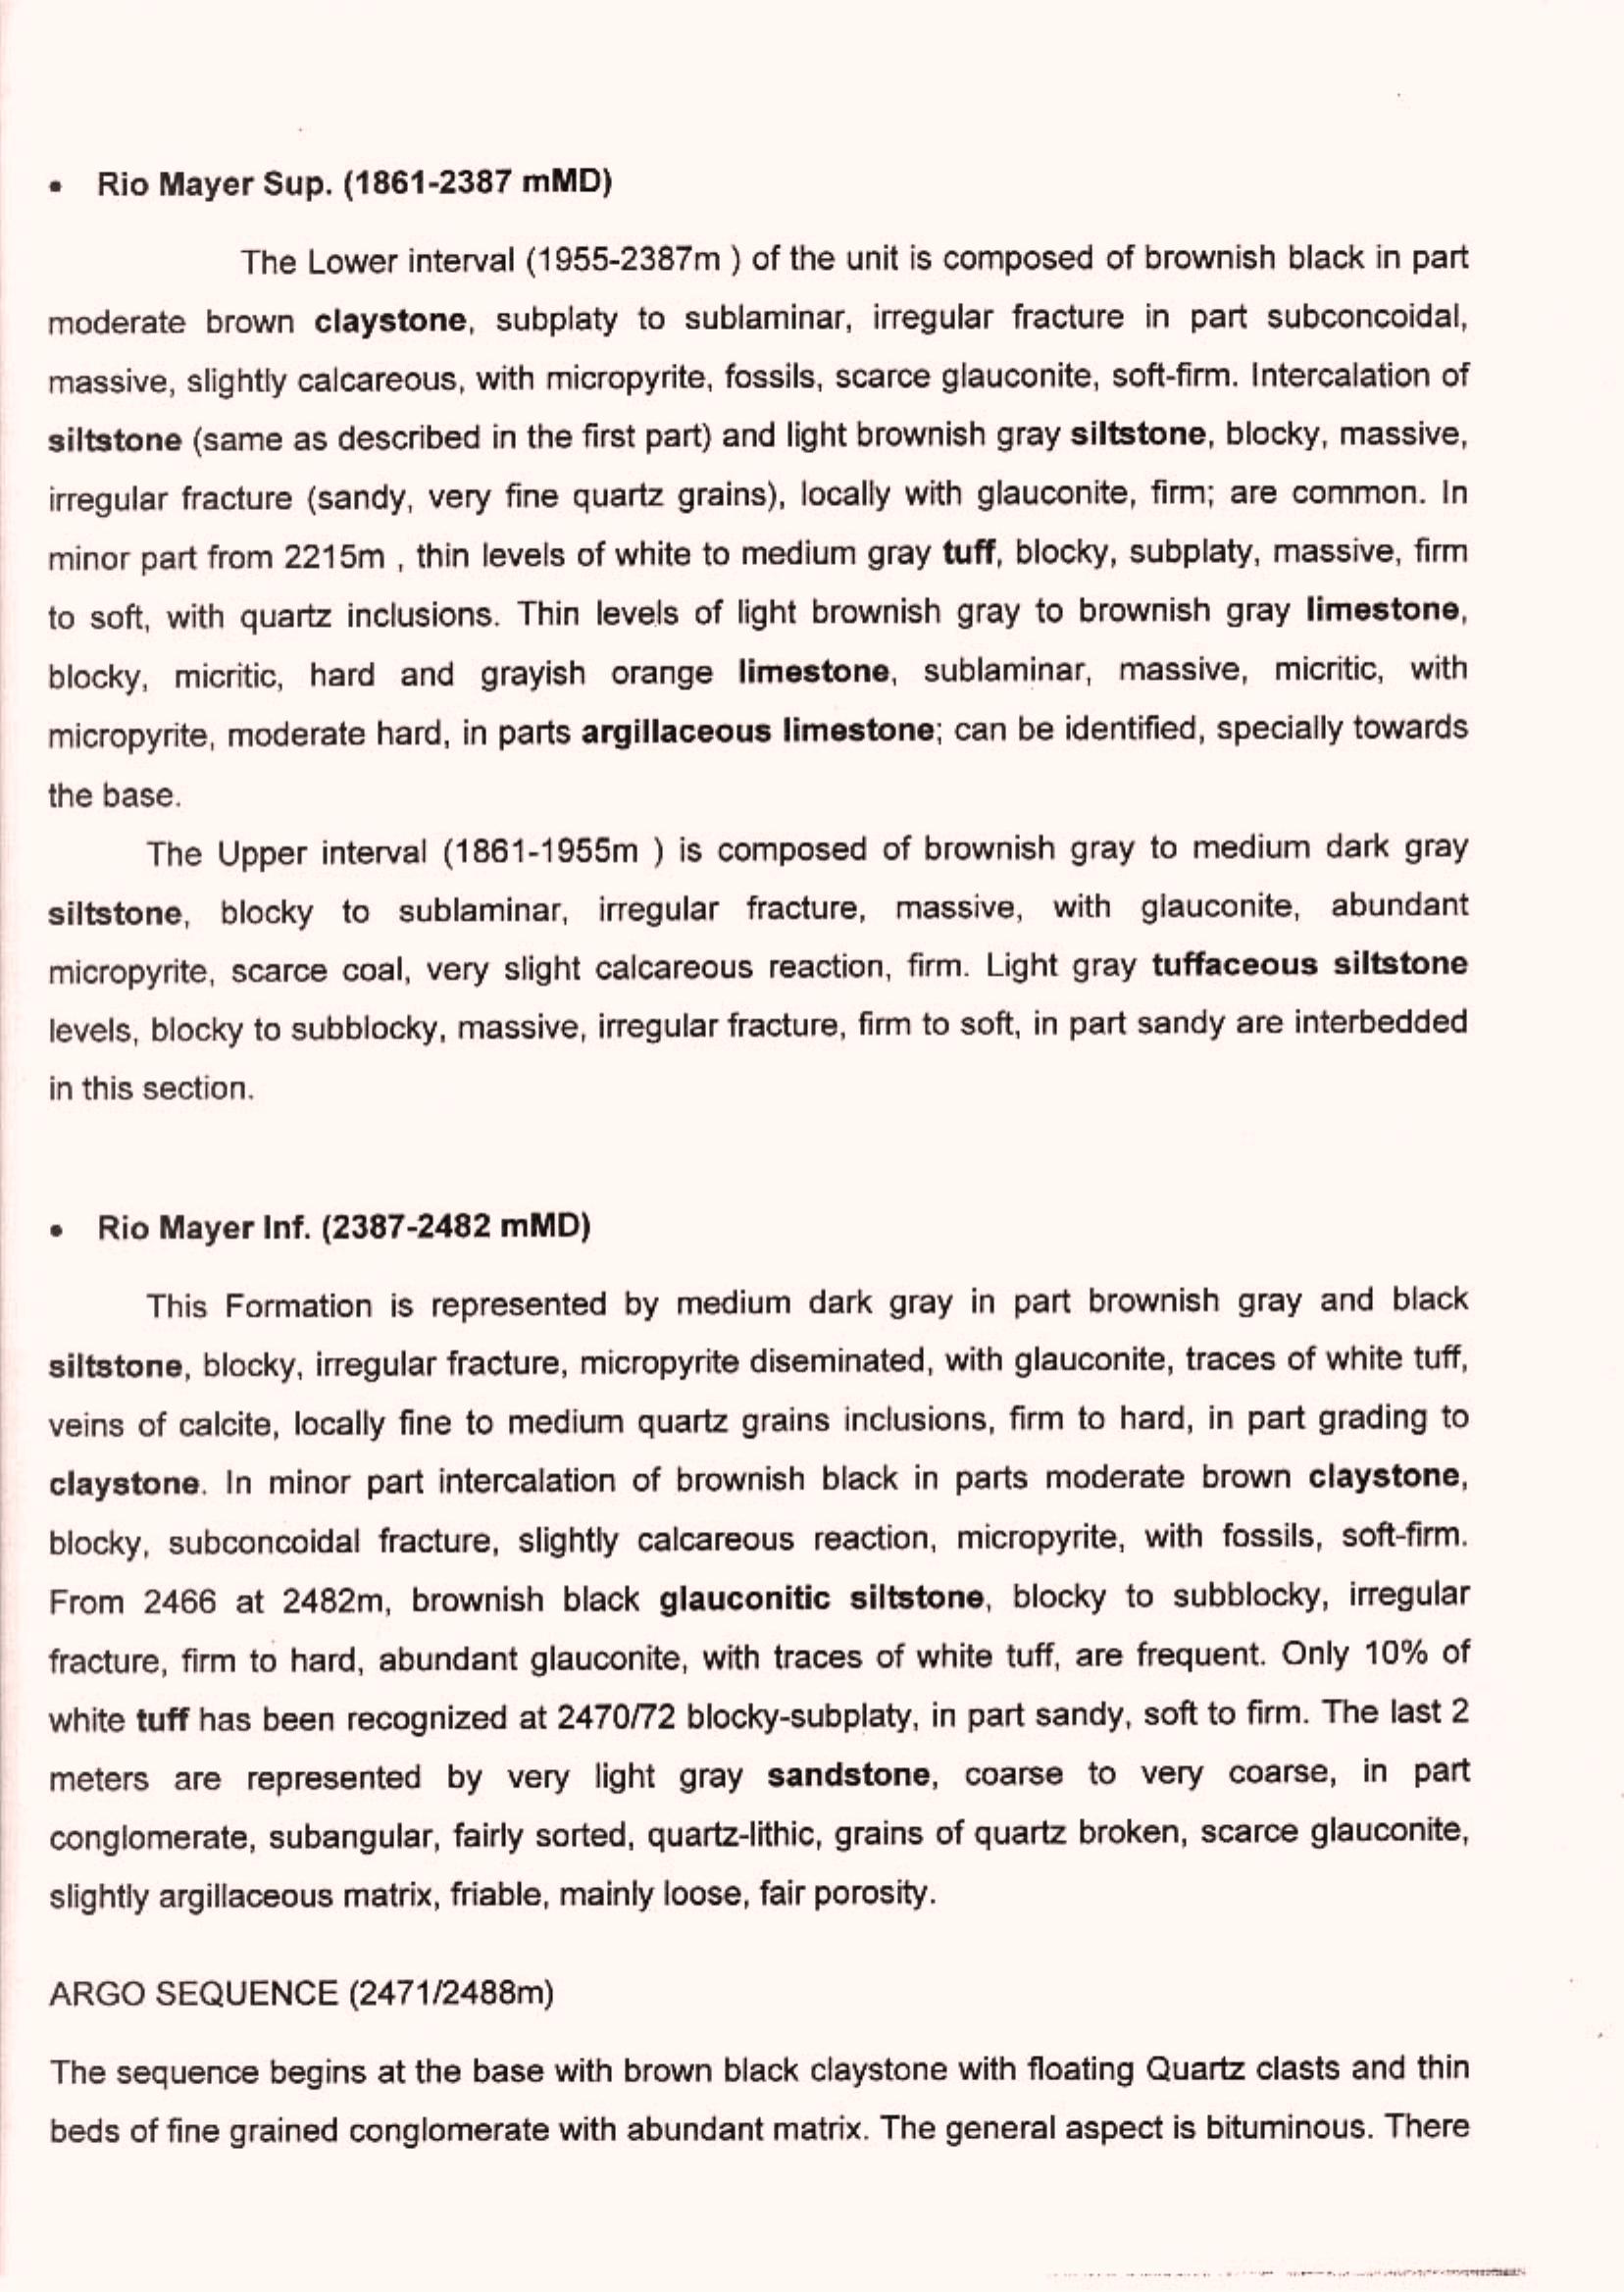 • Rio Mayer Sup. (1861-2387 mMD)
The Lower interval (1955-2387m ) of the unit is composed of brownish black in part
moderate brown claystone, subplaty to sublaminar, irregular fracture in part subconcoidal,
massive, slightly calcareous, with micropyrite, fossils, scarce glauconite, soft-firm. Intercalation of
siltstone (same as described in the first part) and light brownish gray siltstone, blocky, massive,
irregular fracture (sandy, very fine quartz grains), locally with glauconite, firm; are common. In
minor part from 2215m , thin levels of white to medium gray tuff, blocky, subplaty, massive, firm
to soft, with quartz inclusions. Thin levels of light brownish gray to brownish gray limestone,
blocky, micritic, hard and grayish orange limestone, sublaminar, massive, micritic, with
micropyrite, moderate hard, in parts argillaceous limestone; can be identified, specially towards
the base.
The Upper interval (1861-1955m ) is composed of brownish gray to medium dark gray
siltstone, blocky to sublaminar, irregular fracture, massive, with glauconite, abundant
micropyrite, scarce coal, very slight calcareous reaction, firm. Light gray tuffaceous siltstone
levels, blocky to subblocky, massive, irregular fracture, firm to soft, in part sandy are interbedded
in this section.
• Rio Mayer Inf. (2387-2482 mMD)
This Formation is represented by medium dark gray in part brownish gray and black
siltstone, blocky, irregular fracture, micropyrite diseminated, with glauconite, traces of white tuff,
veins of calcite, locally fine to medium quartz grains inclusions, firm to hard, in part grading to
claystone. In minor part intercalation of brownish black in parts moderate brown claystone,
blocky, subconcoidal fracture, slightly calcareous reaction, micropyrite, with fossils, soft-firm.
From 2466 at 2482m, brownish black glauconitic siltstone, blocky to subblocky, irregular
fracture, firm to hard, abundant glauconite, with traces of white tuff, are frequent. Only 10% of
white tuff has been recognized at 2470/72 blocky-subplaty, in part sandy, soft to firm. The last 2
meters are represented by very light gray sandstone, coarse to very coarse, in part
conglomerate, subangular, fairly sorted, quartz-lithic, grains of quartz broken, scarce glauconite,
slightly argillaceous matrix, friable, mainly loose, fair porosity.
ARGO SEQUENCE (2471/2488m)
The sequence begins at the base with brown black claystone with floating Quartz clasts and thin
beds of fine grained conglomerate with abundant matrix. The general aspect is bituminous. There